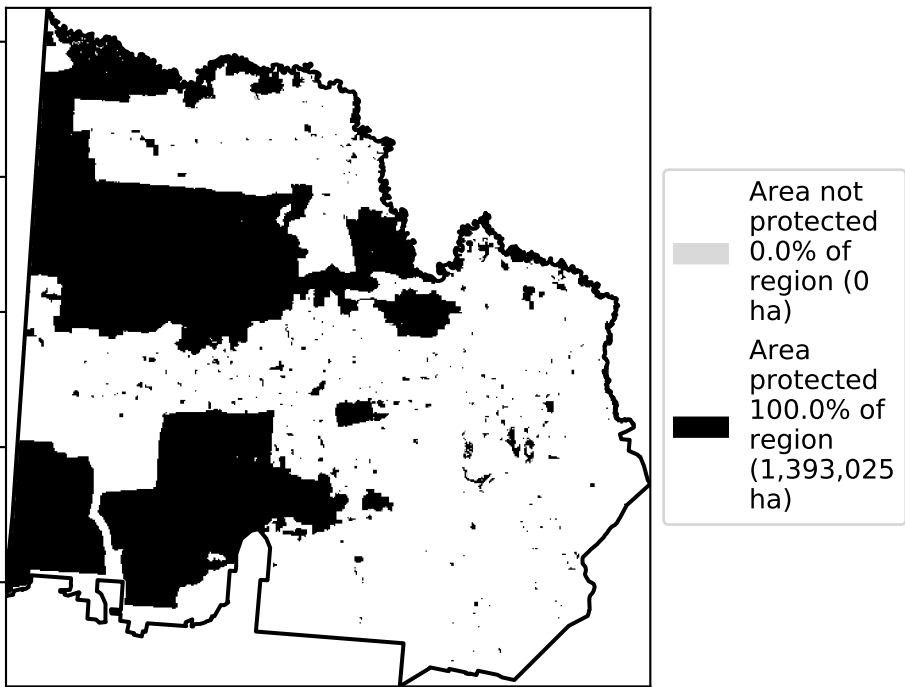 Area not
protected
0.0% of
region (0
ha)
Area
protected
100.0% of
region
(1,393,025
ha)